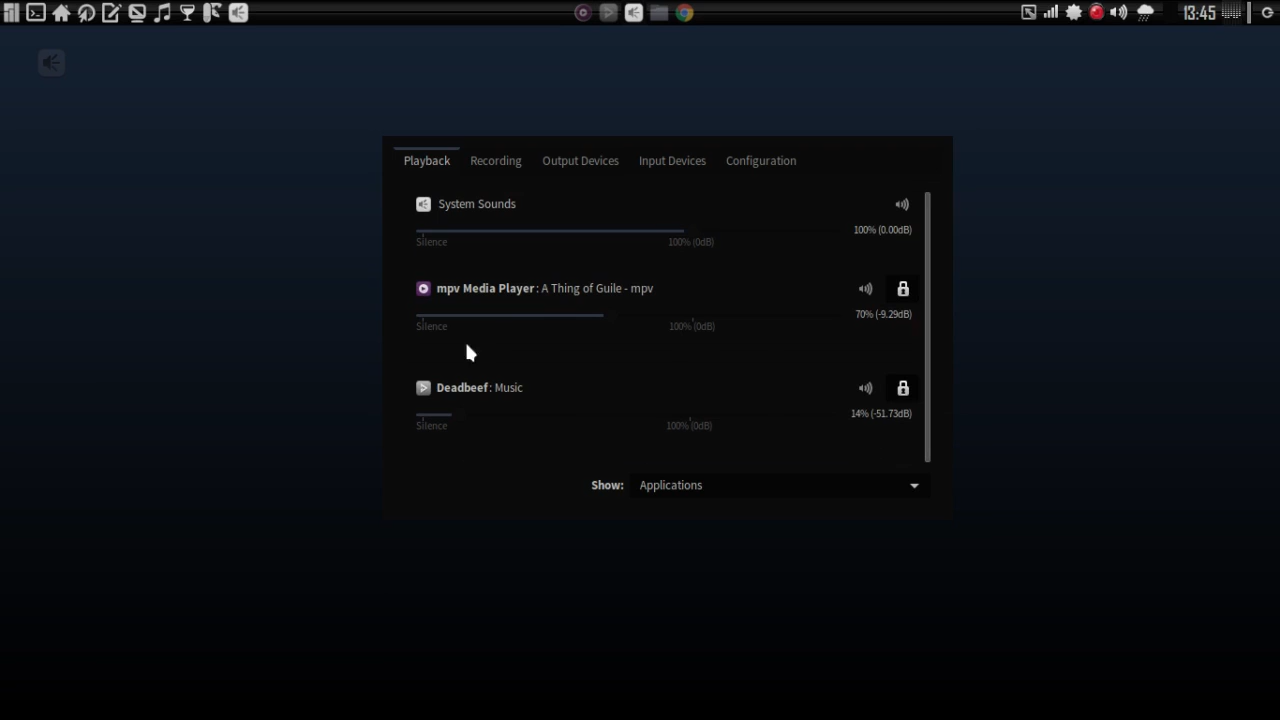 13:45
Playback Recording Output Devices Input Devices Configuration
System Sounds
100% (0.00dB)
Silence 100% (0dB)
mpv Media Player: A Thing of Guile - mpv
70% (-9.29dB)
Silence 100% (0dB)
Deadbeef: Music
14% (-51.73dB)
Silence 100% (0dB)
Show: Applications